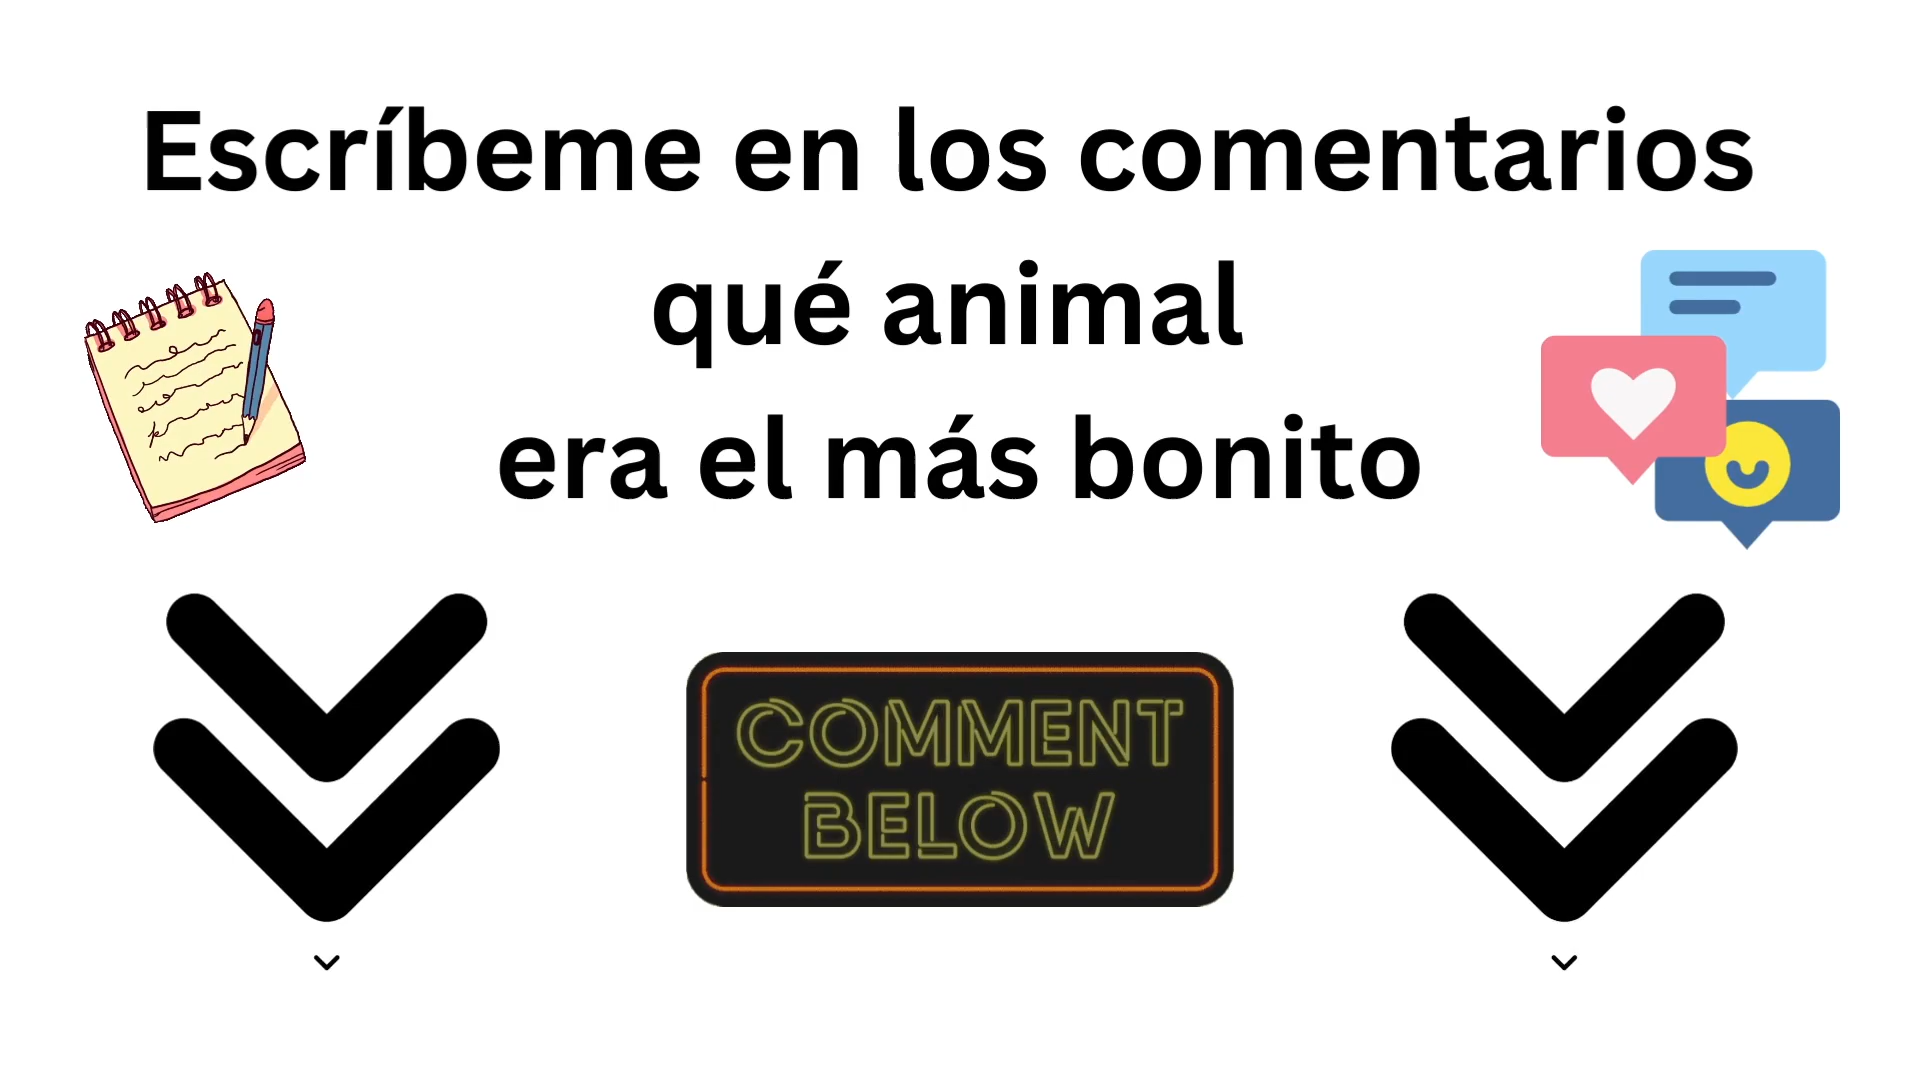 Escríbeme en los comentarios
qué animal
era el más bonito
COMMENT
BELOW